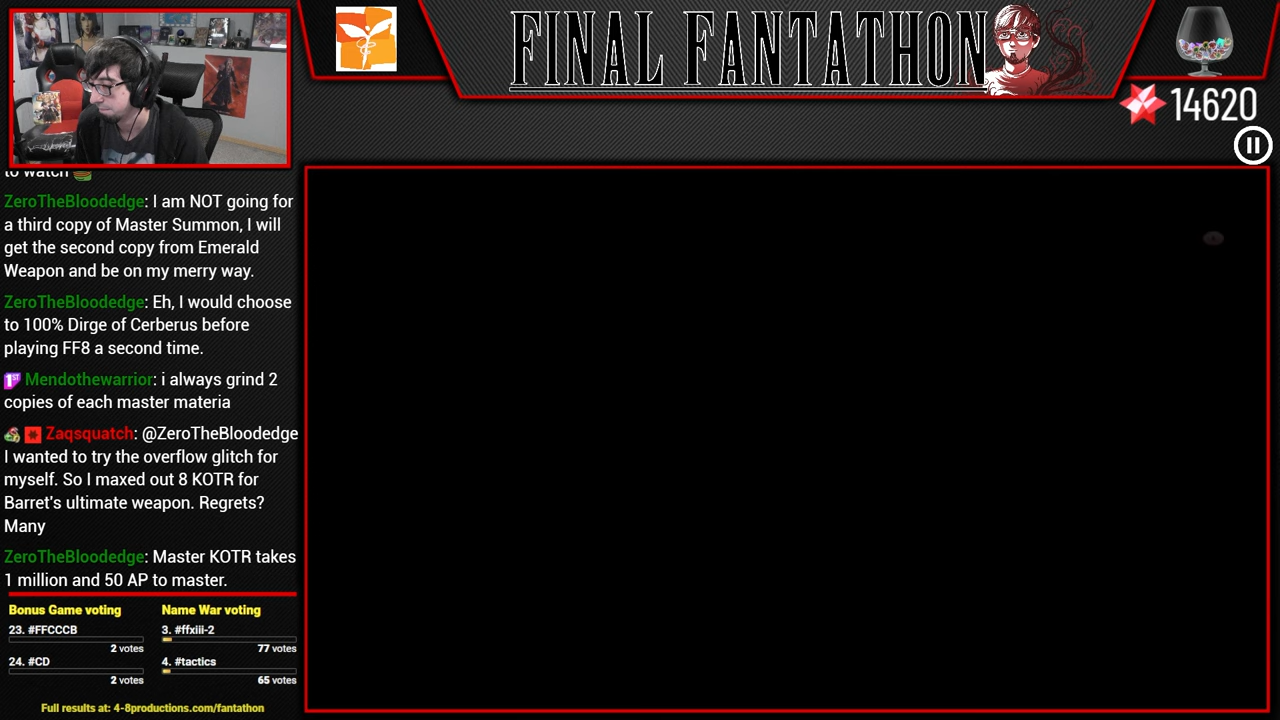 FINAL FANTATHON
14620
to watch
ZeroTheBloodedge: I am NOT going for
a third copy of Master Summon, I will
get the second copy from Emerald
Weapon and be on my merry way.
ZeroTheBloodedge: Eh, I would choose
to 100% Dirge of Cerberus before
playing FF8 a second time.
1ST Mendothewarrior: i always grind 2
copies of each master materia
Zaqsquatch: @ZeroTheBloodedge
I wanted to try the overflow glitch for
myself. So I maxed out 8 KOTR for
Barret's ultimate weapon. Regrets?
Many
ZeroTheBloodedge: Master KOTR takes
1 million and 50 AP to master.
Bonus Game voting
23. #FFCCCB
2 votes
24. #CD
2 votes
Name War voting
3. #ffxiii-2
77 votes
4. #tactics
65 votes
Full results at: 4-8productions.com/fantathon